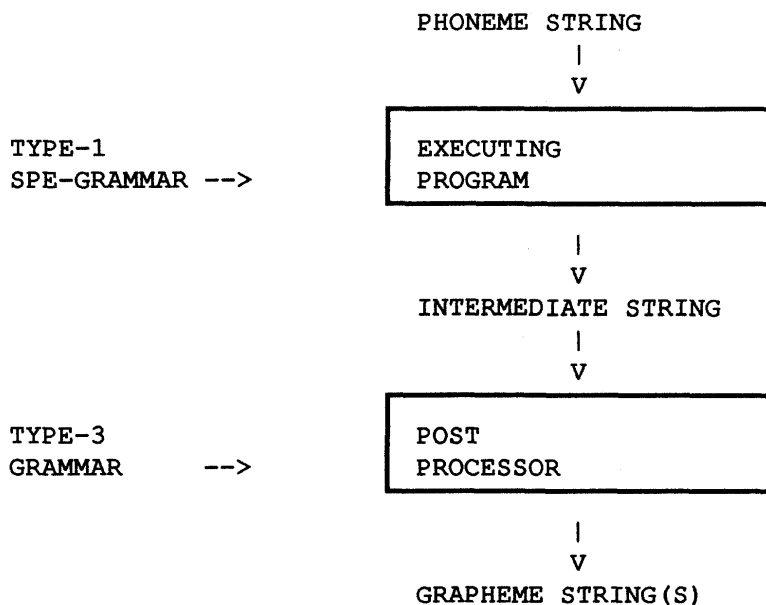 PHONEME STRING
|
V
TYPE-1 EXECUTING
SPE-GRAMMAR --> PROGRAM
|
V
INTERMEDIATE STRING
|
V
TYPE-3 POST
GRAMMAR --> PROCESSOR
|
V
GRAPHEME STRING(S)